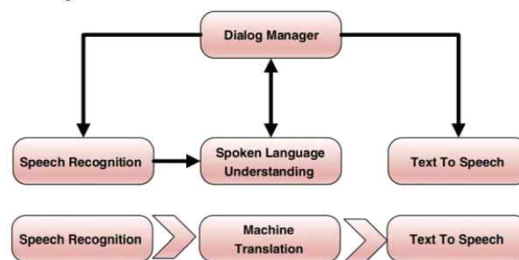 Dialog Manager
Speech Recognition
Spoken Language
Understanding
Text To Speech
Speech Recognition
Machine
Translation
Text To Speech